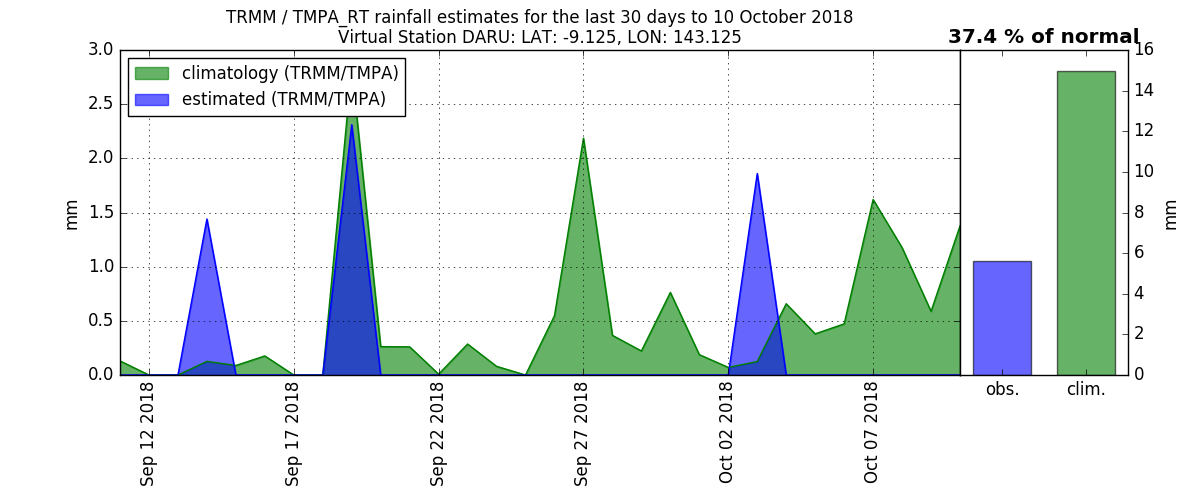 TRMM / TMPA_RT rainfall estimates for the last 30 days to 10 October 2018
Virtual Station DARU: LAT: -9.125, LON: 143.125
37.4 % of normal
climatology (TRMM/TMPA)
estimated (TRMM/TMPA)
3.0
2.5
2.0
1.5
1.0
0.5
0.0
mm
Sep 12 2018
Sep 17 2018
Sep 22 2018
Sep 27 2018
Oct 02 2018
Oct 07 2018
16
14
12
10
8
6
4
2
0
mm
obs.
clim.